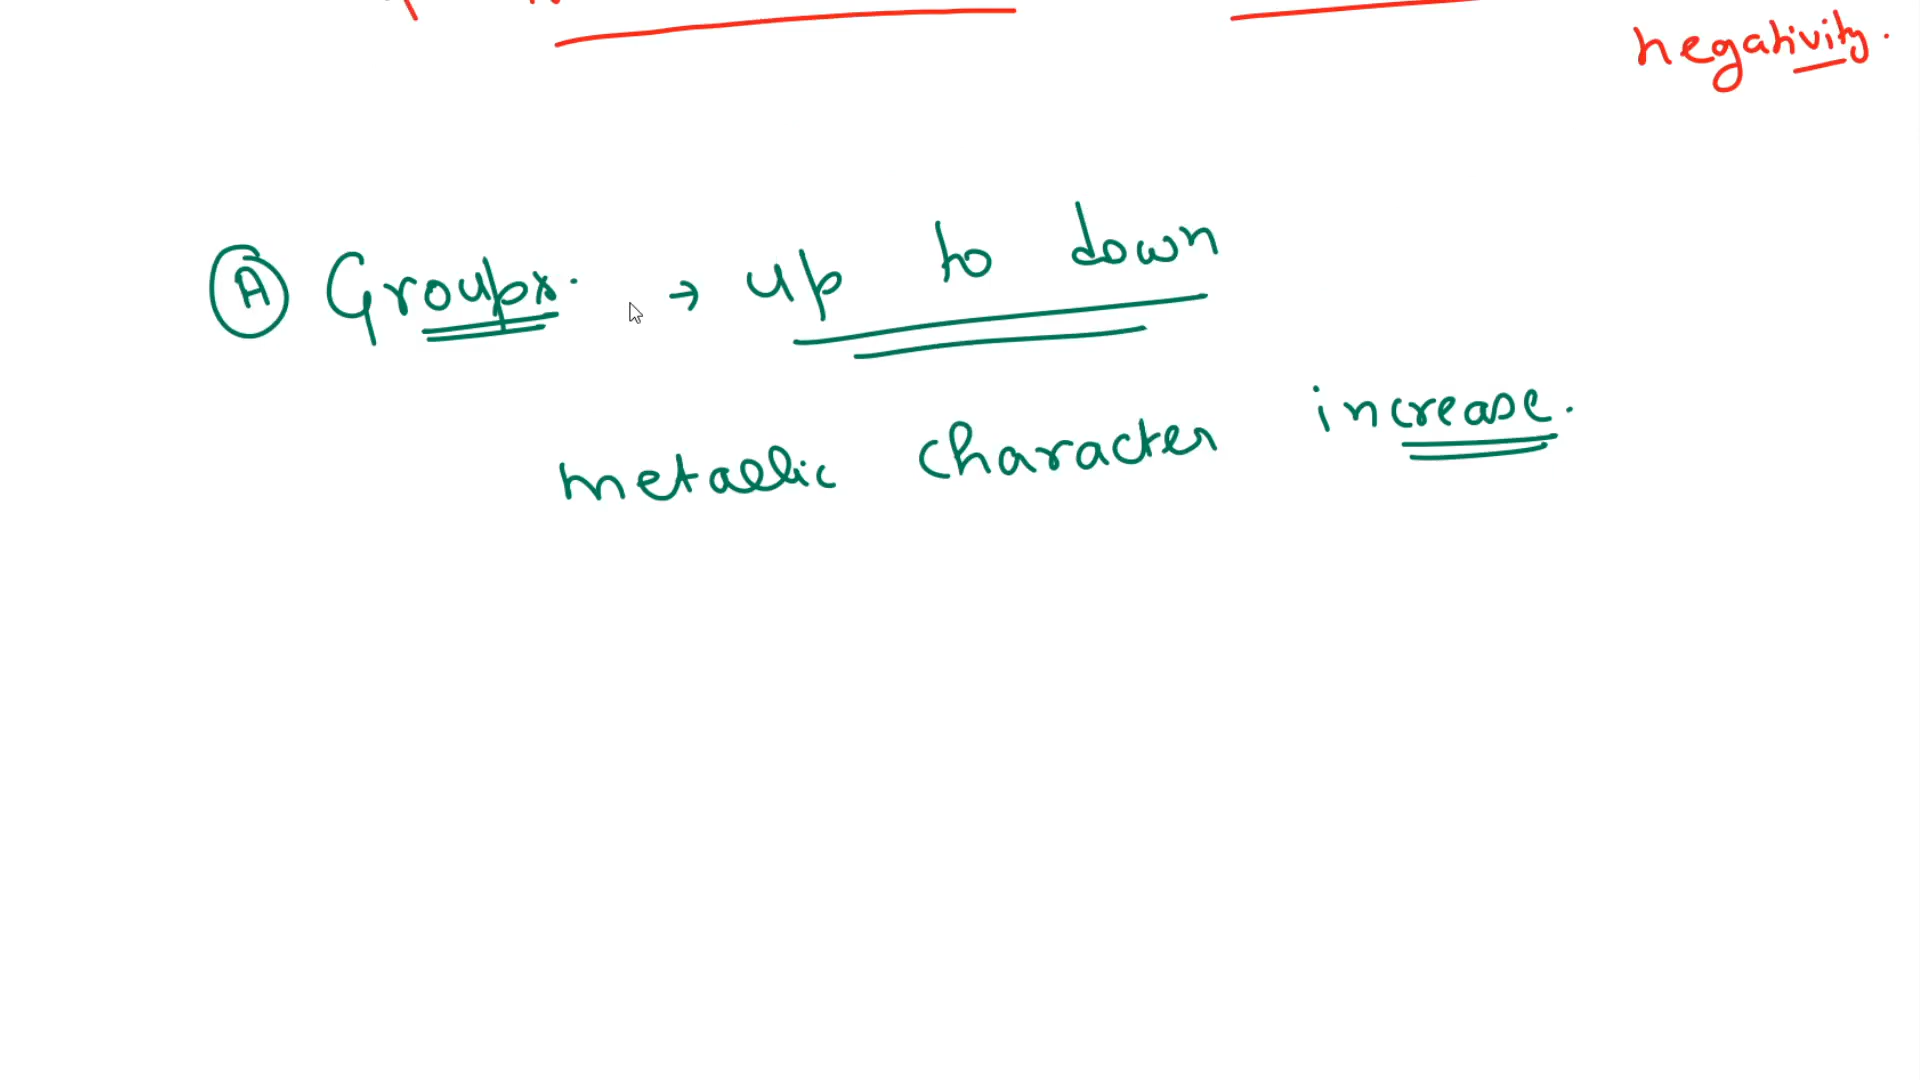 negativity.
A Groups. → up to down
metallic character increase.